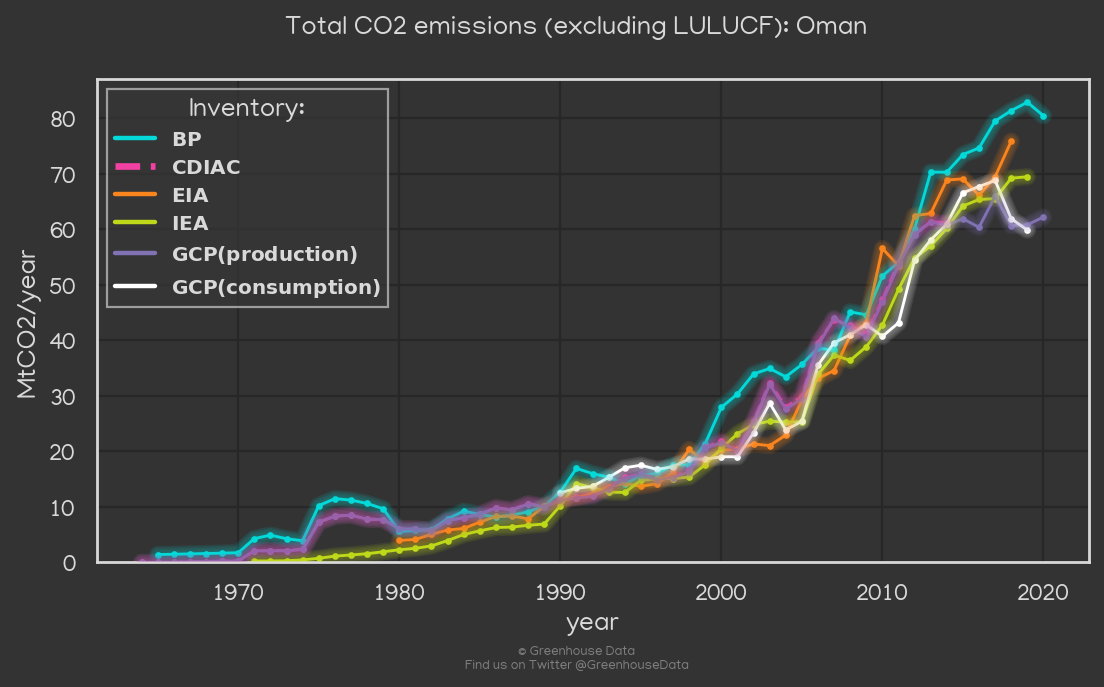 Total CO2 emissions (excluding LULUCF): Oman
Inventory:
BP
CDIAC
EIA
IEA
GCP(production)
GCP(consumption)
MtCO2/year
80
70
60
50
40
30
20
10
0
1970 1980 1990 2000 2010 2020
year
© Greenhouse Data
Find us on Twitter @GreenhouseData